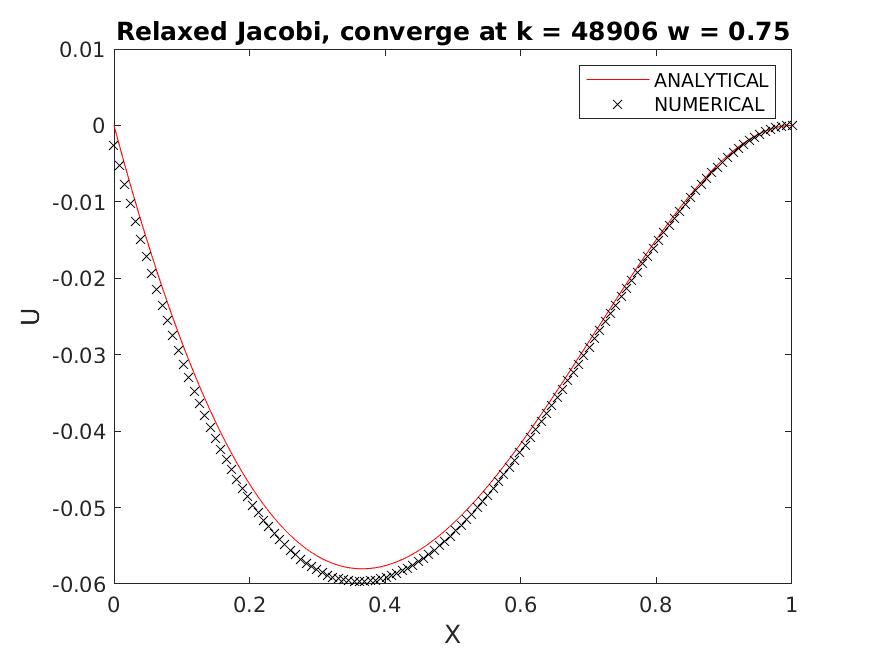 Relaxed Jacobi, converge at k = 48906 w = 0.75
ANALYTICAL
NUMERICAL
0.01
0
-0.01
-0.02
-0.03
-0.04
-0.05
-0.06
U
0 0.2 0.4 0.6 0.8 1
X